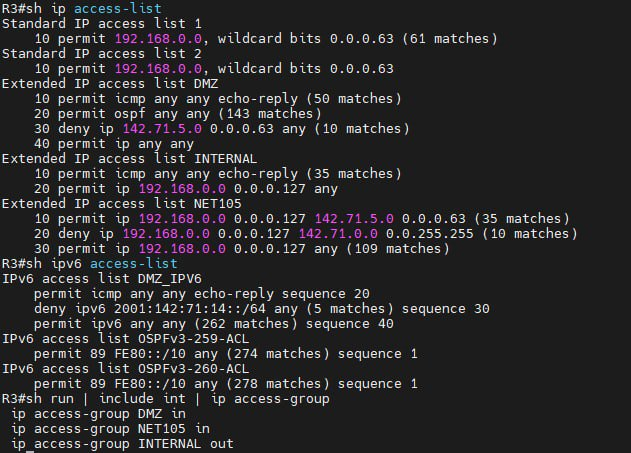 R3#sh ip access-list
Standard IP access list 1
    10 permit 192.168.0.0, wildcard bits 0.0.0.63 (61 matches)
Standard IP access list 2
    10 permit 192.168.0.0, wildcard bits 0.0.0.63
Extended IP access list DMZ
    10 permit icmp any any echo-reply (50 matches)
    20 permit ospf any any (143 matches)
    30 deny ip 142.71.5.0 0.0.0.63 any (10 matches)
    40 permit ip any any
Extended IP access list INTERNAL
    10 permit icmp any any echo-reply (35 matches)
    20 permit ip 192.168.0.0 0.0.0.127 any
Extended IP access list NET105
    10 permit ip 192.168.0.0 0.0.0.127 142.71.5.0 0.0.0.63 (35 matches)
    20 deny ip 192.168.0.0 0.0.0.127 142.71.0.0 0.0.255.255 (10 matches)
    30 permit ip 192.168.0.0 0.0.0.127 any (109 matches)
R3#sh ipv6 access-list
IPv6 access list DMZ_IPV6
    permit icmp any any echo-reply sequence 20
    deny ipv6 2001:142:71:14::/64 any (5 matches) sequence 30
    permit ipv6 any any (262 matches) sequence 40
IPv6 access list OSPFv3-259-ACL
    permit 89 FE80::/10 any (274 matches) sequence 1
IPv6 access list OSPFv3-260-ACL
    permit 89 FE80::/10 any (278 matches) sequence 1
R3#sh run | include int | ip access-group
 ip access-group DMZ in
 ip access-group NET105 in
 ip access-group INTERNAL out